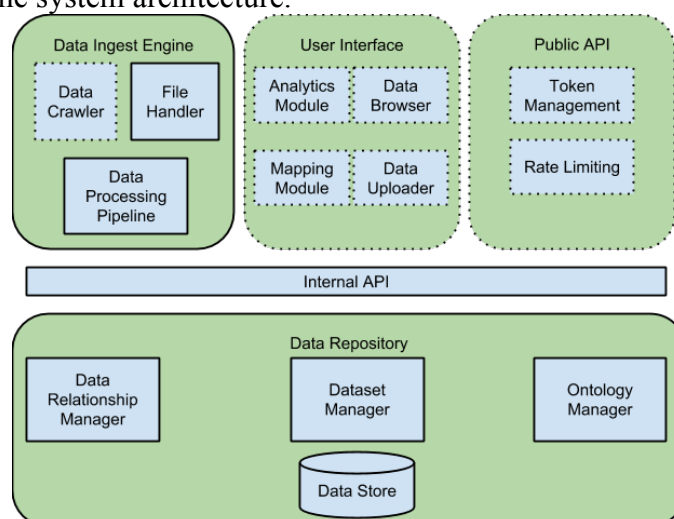 ne system architecture.
Data Ingest Engine
Data
Crawler
File
Handler
Data
Processing
Pipeline
User Interface
Analytics
Module
Data
Browser
Mapping
Module
Data
Uploader
Public API
Token
Management
Rate Limiting
Internal API
Data Repository
Data
Relationship
Manager
Dataset
Manager
Ontology
Manager
Data Store